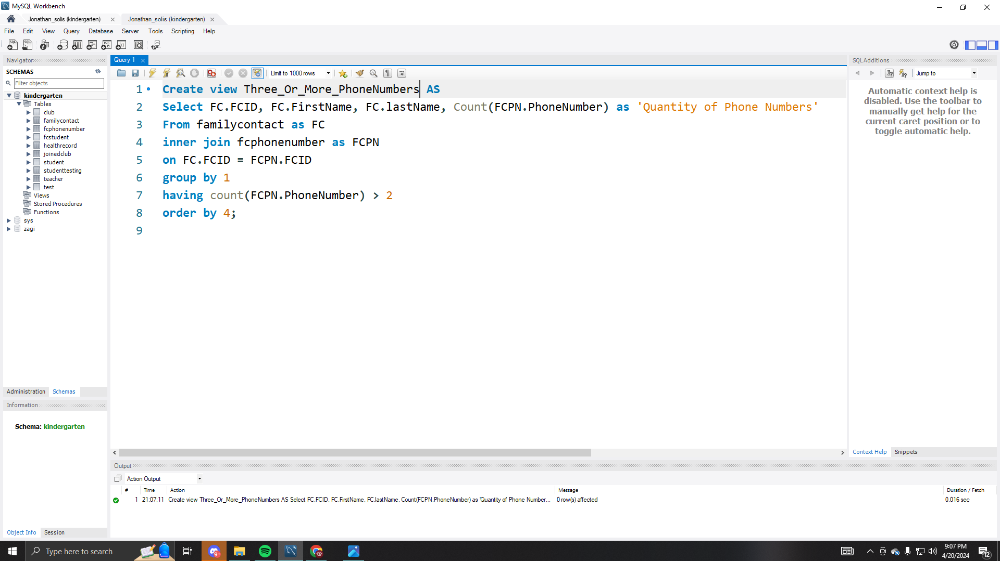 MySQL Workbench
Jonathan_solis (kindergarten)
Jonathan_solis (kindergarten)
File Edit View Query Database Server Tools Scripting Help
Navigator
SCHEMAS
Filter objects
kindergarten
Tables
club
familycontact
fcphonenumber
fcstudent
healthrecord
joinedclub
student
studenttesting
teacher
test
Views
Stored Procedures
Functions
sys
zagi
Administration Schemas
Information
Schema: kindergarten
Object Info Session
Query 1
Limit to 1000 rows
1 Create view Three_Or_More_PhoneNumbers AS
2 Select FC.FCID, FC.FirstName, FC.lastName, Count(FCPN.PhoneNumber) as 'Quantity of Phone Numbers'
3 From familycontact as FC
4 inner join fcphonenumber as FCPN
5 on FC.FCID = FCPN.FCID
6 group by 1
7 having count(FCPN.PhoneNumber) > 2
8 order by 4;
9
SQLAdditions
Jump to
Automatic context help is
disabled. Use the toolbar to
manually get help for the
current caret position or to
toggle automatic help.
Context Help Snippets
Output
Action Output
# Time Action Message Duration / Fetch
1 21:07:11 Create view Three_Or_More_PhoneNumbers AS Select FC.FCID, FC.FirstName, FC.lastName, Count(FCPN.PhoneNumber) as 'Quantity of Phone Number... 0 row(s) affected 0.016 sec
Type here to search
9+
9:07 PM
4/20/2024
12